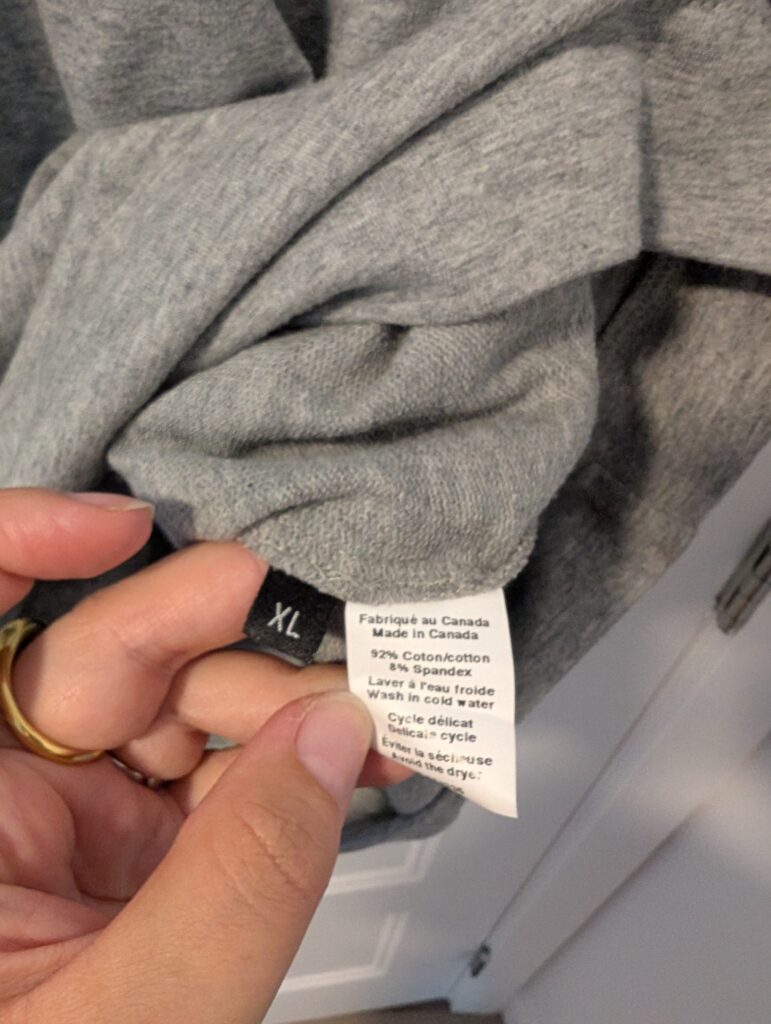 XL
Fabriqué au Canada
Made in Canada
92% Coton/cotton
8% Spandex
Laver à l'eau froide
Wash in cold water
Cycle délicat
Delicate cycle
Éviter la sécheuse
Avoid the dryer